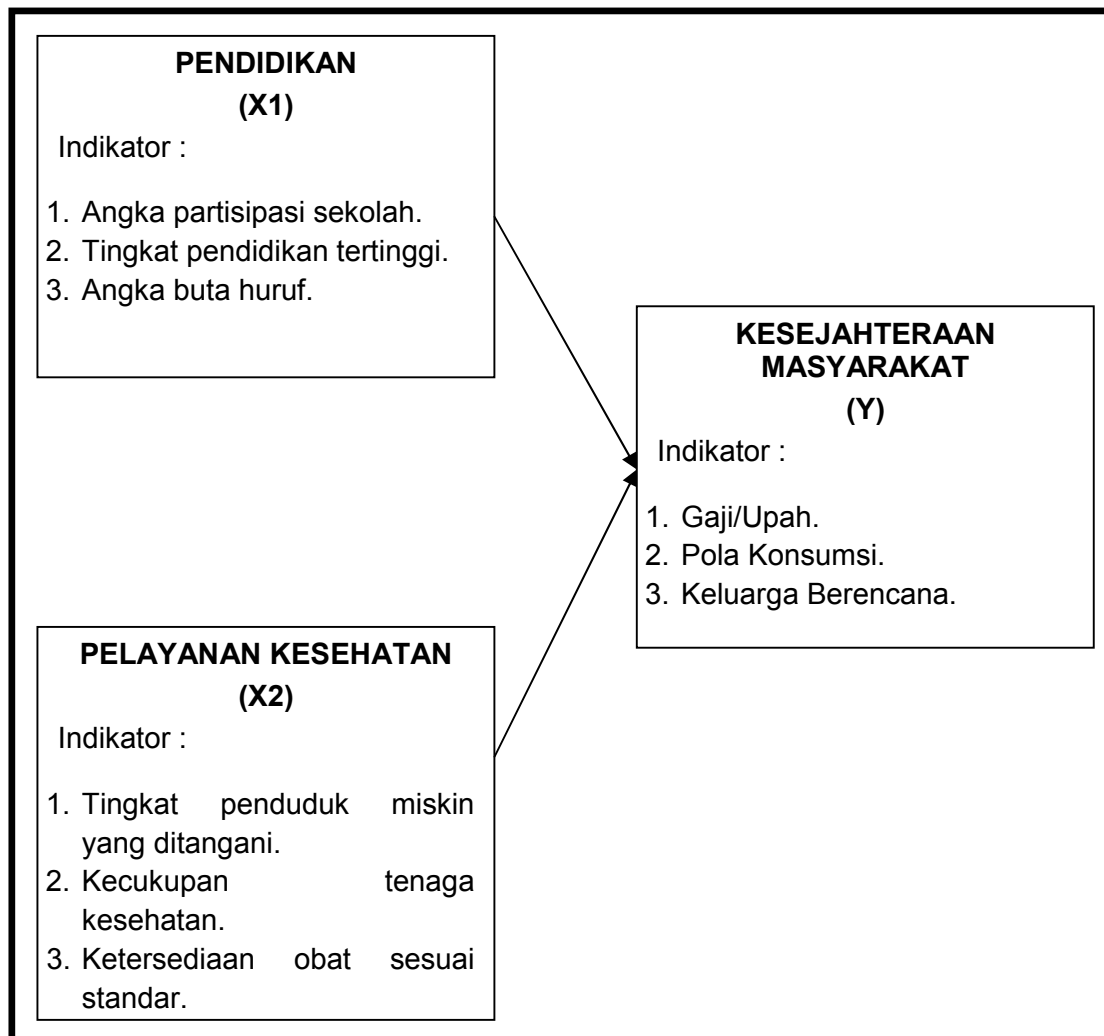 PENDIDIKAN
(X1)
Indikator :
1. Angka partisipasi sekolah.
2. Tingkat pendidikan tertinggi.
3. Angka buta huruf.
KESEJAHTERAAN
MASYARAKAT
(Y)
Indikator :
1. Gaji/Upah.
2. Pola Konsumsi.
3. Keluarga Berencana.
PELAYANAN KESEHATAN
(X2)
Indikator :
1. Tingkat penduduk miskin
yang ditangani.
2. Kecukupan tenaga
kesehatan.
3. Ketersediaan obat sesuai
standar.